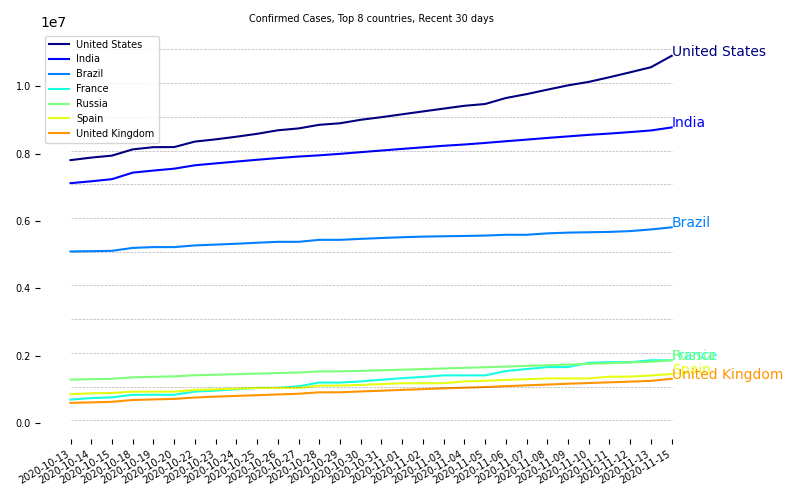 Confirmed Cases, Top 8 countries, Recent 30 days
1e7
United States
India
Brazil
France
Russia
Spain
United Kingdom
1.0
0.8
0.6
0.4
0.2
0.0
United States
India
Brazil
France
Russia
Spain
United Kingdom
2020-10-13
2020-10-14
2020-10-15
2020-10-18
2020-10-19
2020-10-20
2020-10-22
2020-10-23
2020-10-24
2020-10-25
2020-10-26
2020-10-27
2020-10-28
2020-10-29
2020-10-30
2020-10-31
2020-11-01
2020-11-02
2020-11-03
2020-11-04
2020-11-05
2020-11-06
2020-11-07
2020-11-08
2020-11-09
2020-11-10
2020-11-11
2020-11-12
2020-11-13
2020-11-15